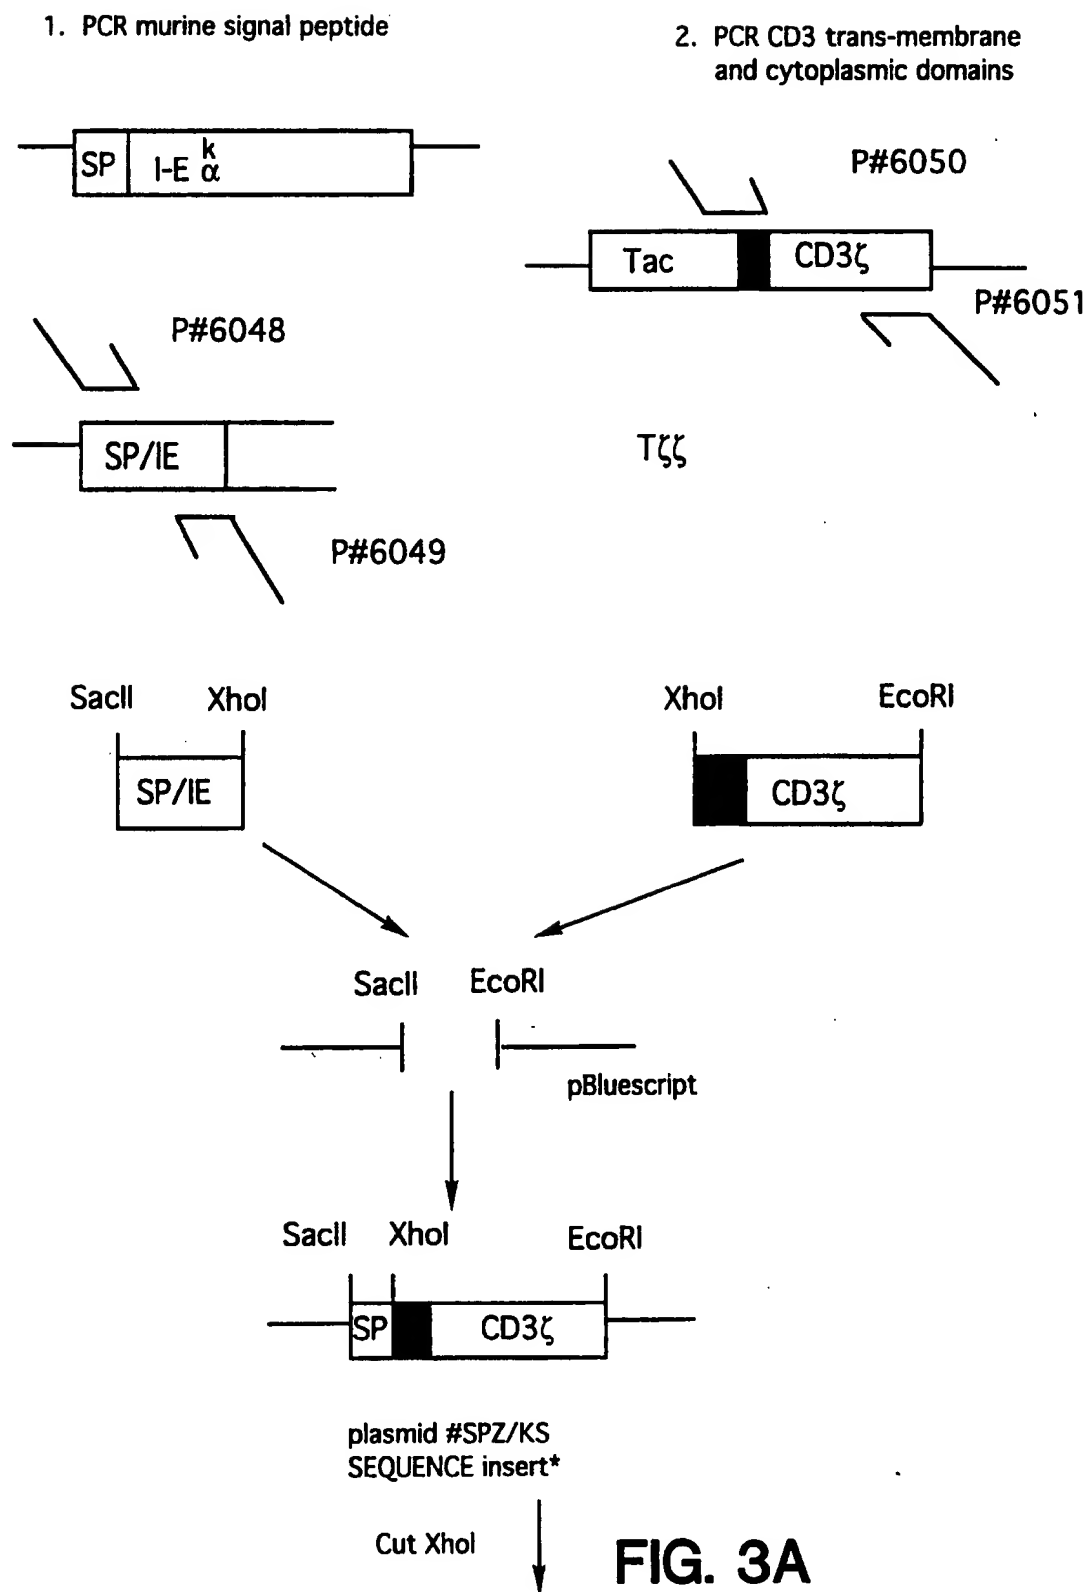 1. PCR murine signal peptide
2. PCR CD3 trans-membrane
and cytoplasmic domains
SP
I-E k α
P#6050
Tac
CD3ζ
P#6051
P#6048
SP/IE
Tζζ
P#6049
SacII XhoI
SP/IE
XhoI EcoRI
CD3ζ
SacII EcoRI
pBluescript
SacII XhoI EcoRI
SP
CD3ζ
plasmid #SPZ/KS
SEQUENCE insert*
Cut XhoI
FIG. 3A